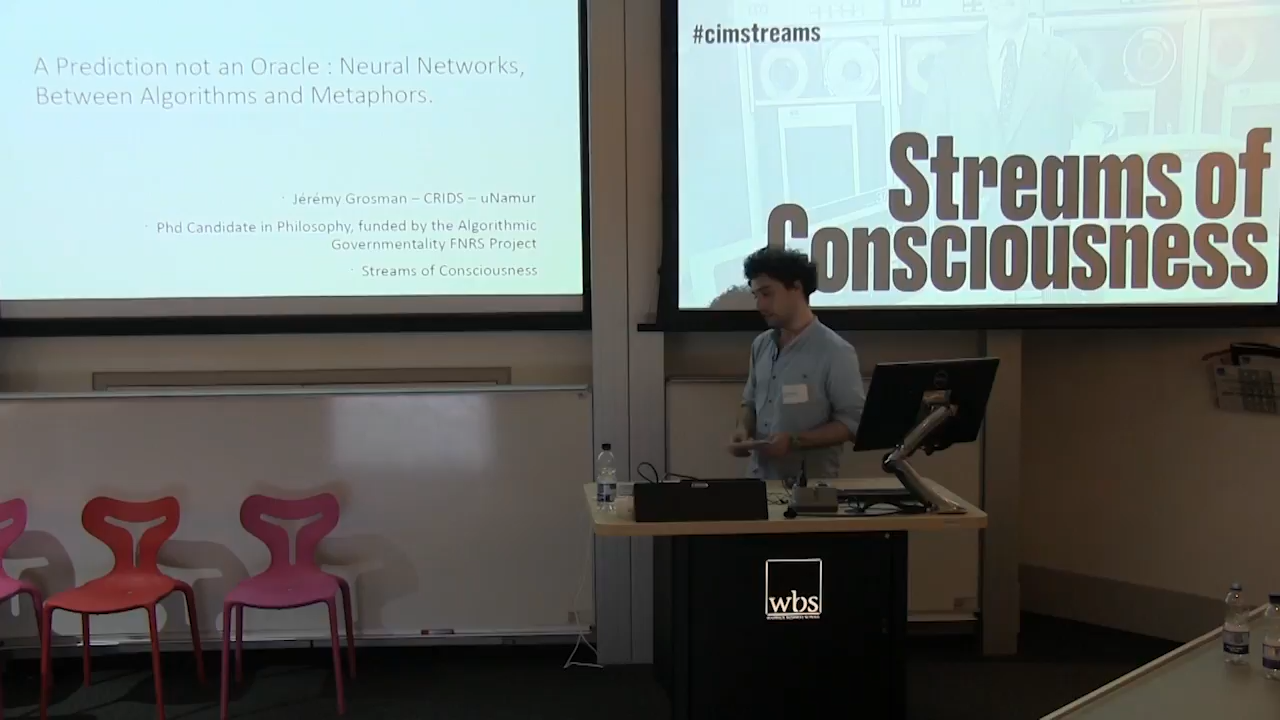 A Prediction not an Oracle : Neural Networks,
Between Algorithms and Metaphors.
Jérémy Grosman – CRIDS – uNamur
Phd Candidate in Philosophy, funded by the Algorithmic
Governmentality FNRS Project
Streams of Consciousness
#cimstreams
Streams of
Consciousness
wbs